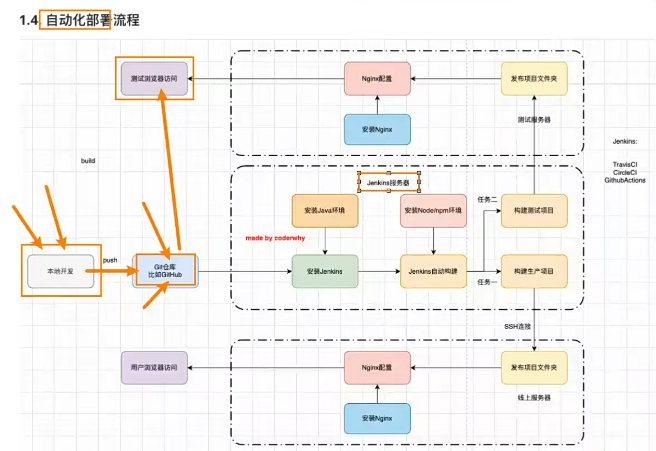 1.4. 自动化部署流程
测试浏览器访问
Nginx配置
发布项目文件夹
安装Nginx
测试服务器
Jenkins:
TravisCI
CircleCI
GithubActions
build
Jenkins服务器
安装Java环境
安装Node/npm环境
任务二
构建测试项目
made by coderwhy
push
本地开发
Git仓库
比如GitHub
安装Jenkins
Jenkins自动构建
任务一
构建生产项目
SSH连接
用户浏览器访问
Nginx配置
发布项目文件夹
线上服务器
安装Nginx